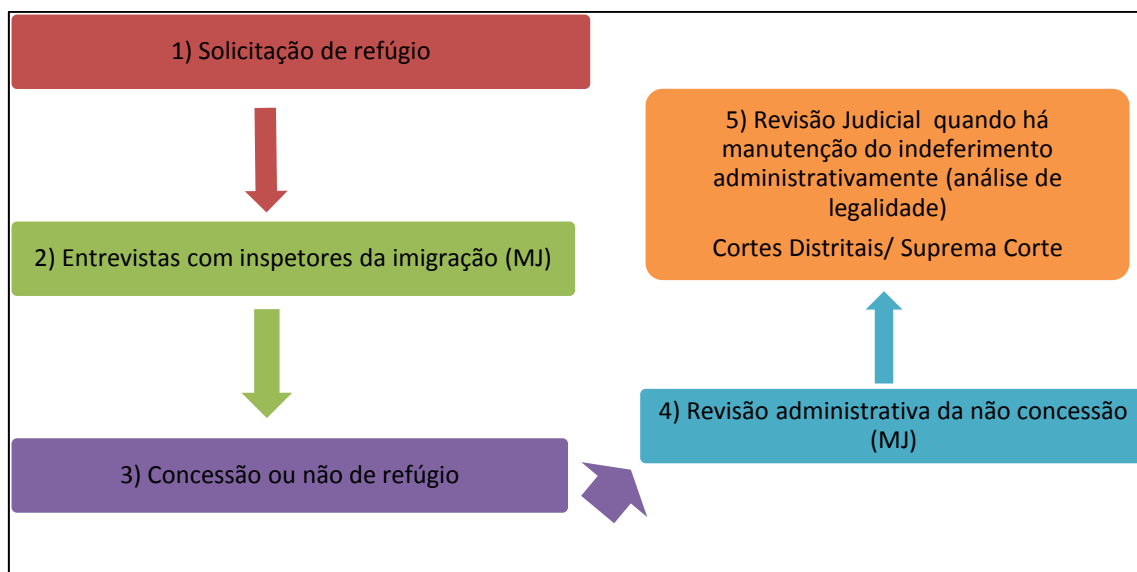 1) Solicitação de refúgio
2) Entrevistas com inspetores da imigração (MJ)
3) Concessão ou não de refúgio
4) Revisão administrativa da não concessão
(MJ)
5) Revisão Judicial quando há
manutenção do indeferimento
administrativamente (análise de
legalidade)
Cortes Distritais/ Suprema Corte